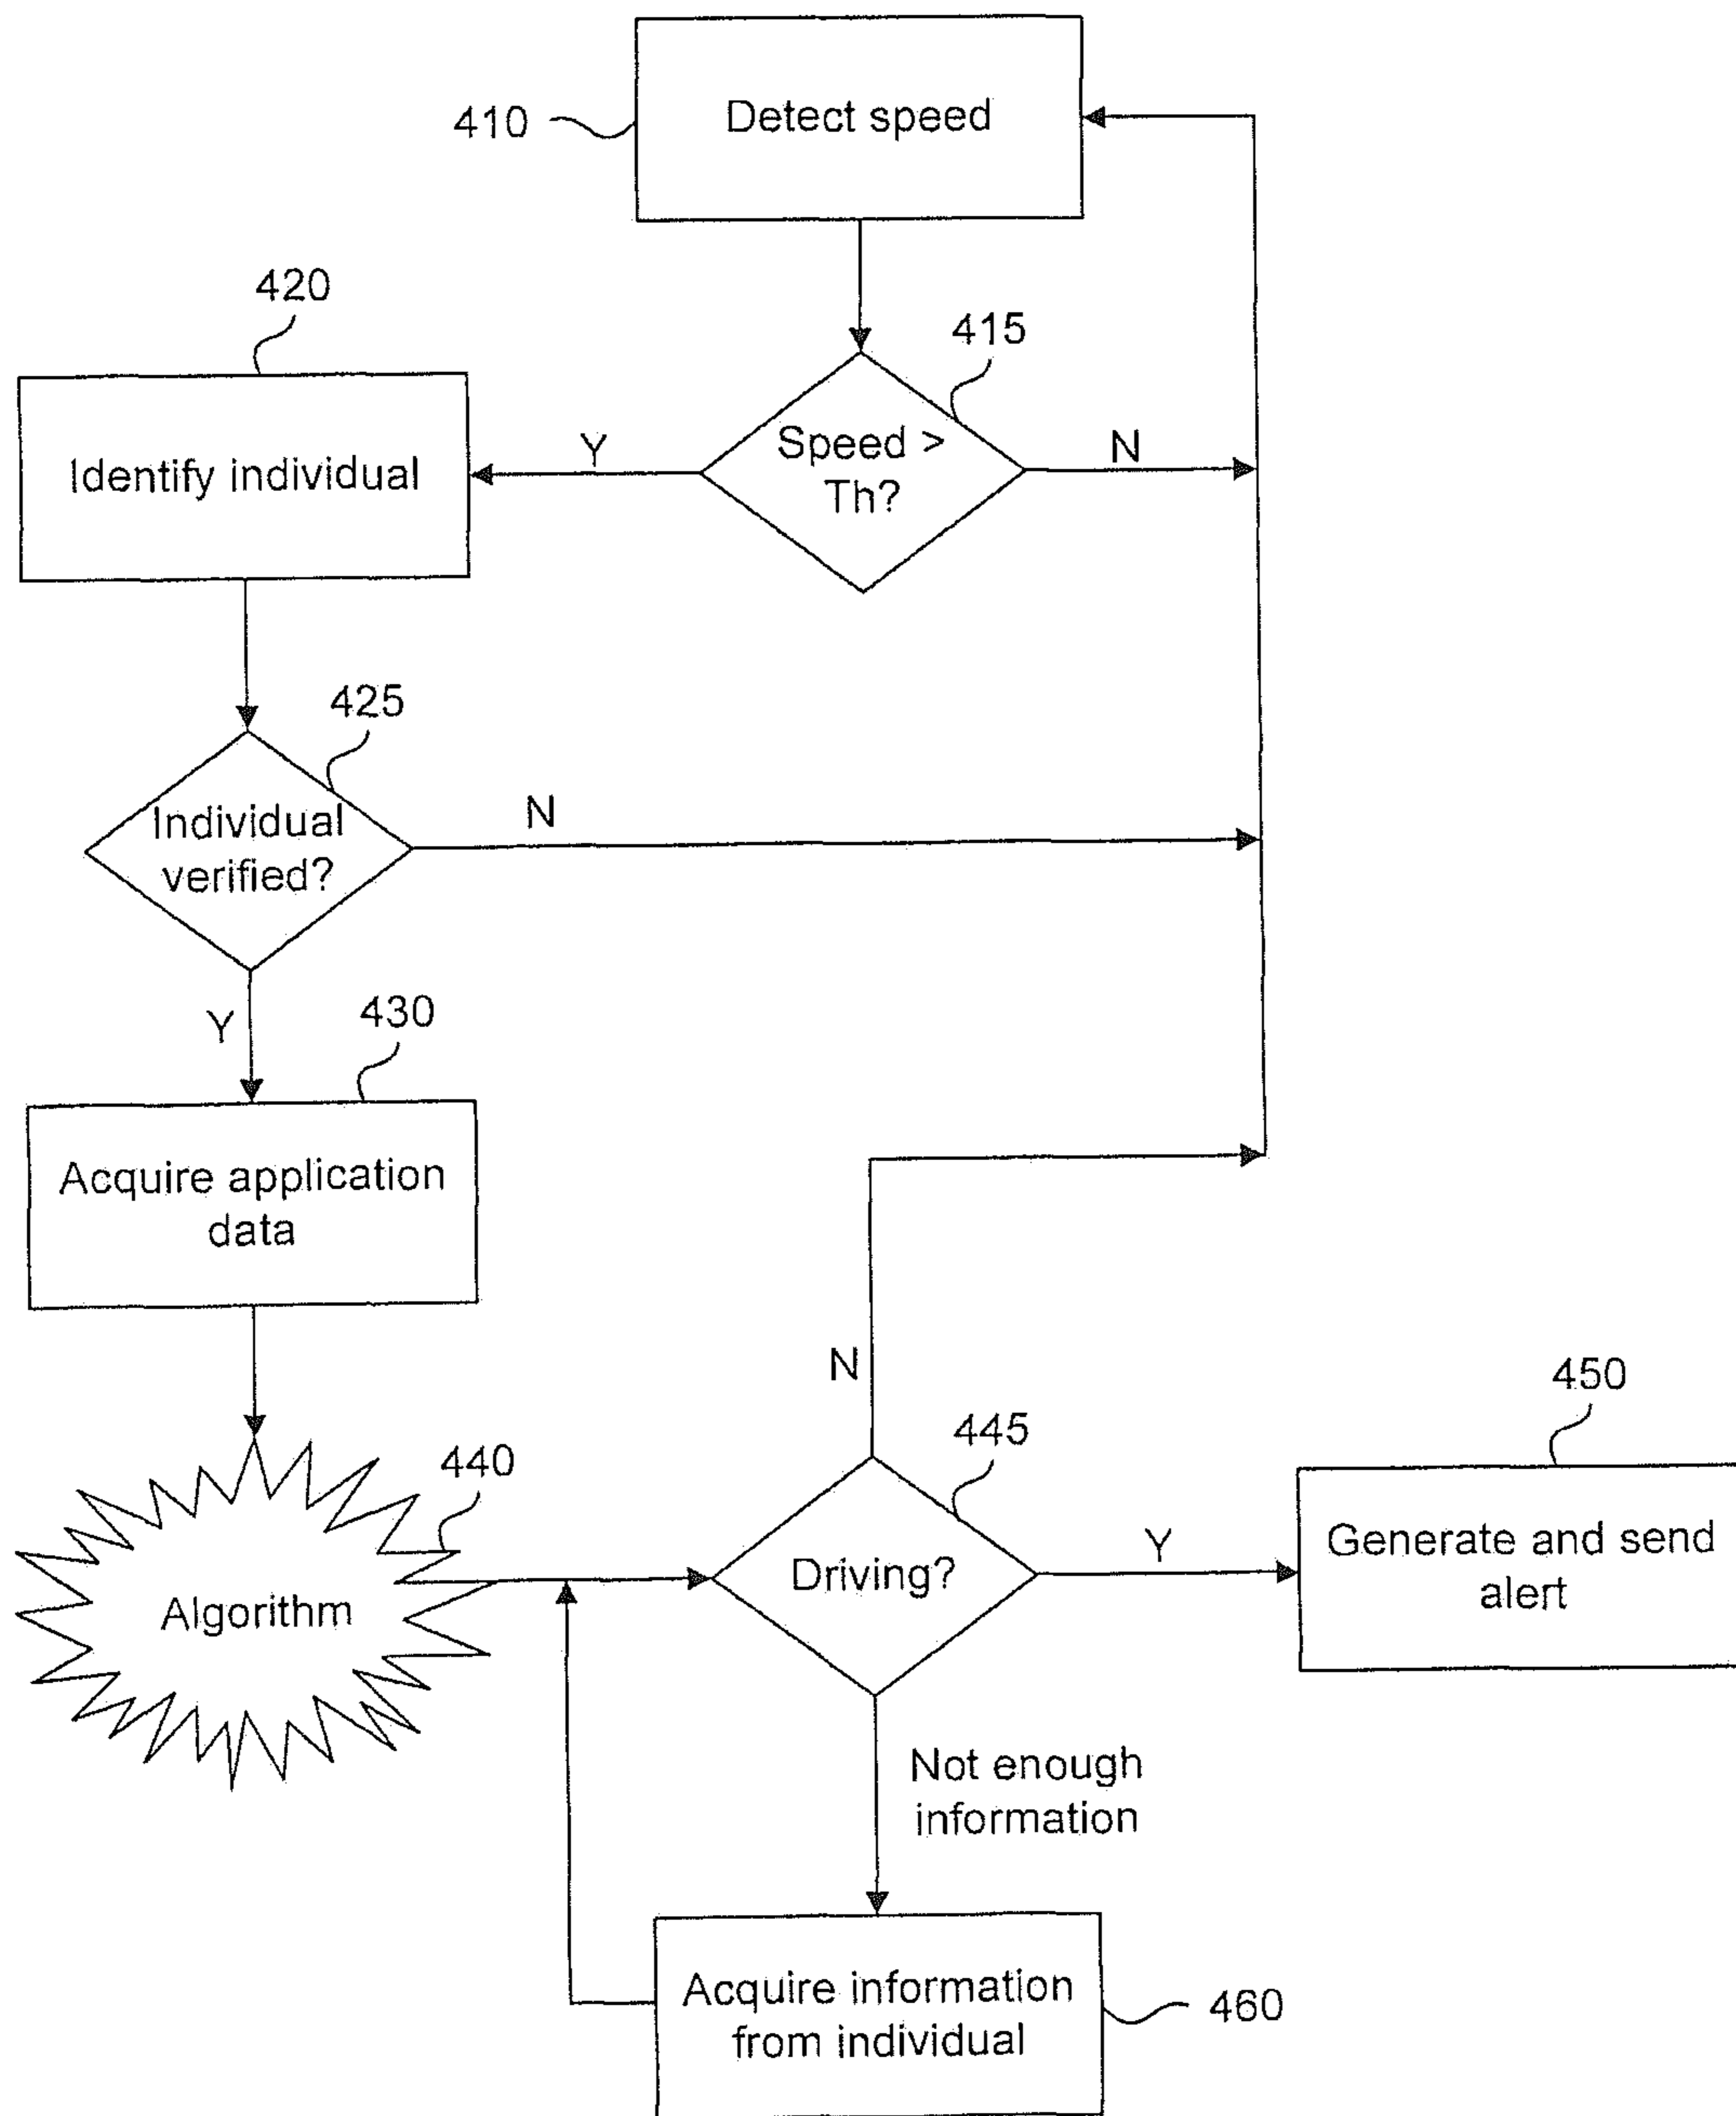 Detect speed
410
415
Speed >
Th?
Y
N
420
Identify individual
425
Individual
verified?
N
Y
430
Acquire application
data
440
Algorithm
445
Driving?
N
Y
450
Generate and send
alert
Not enough
information
Acquire information
from individual
460